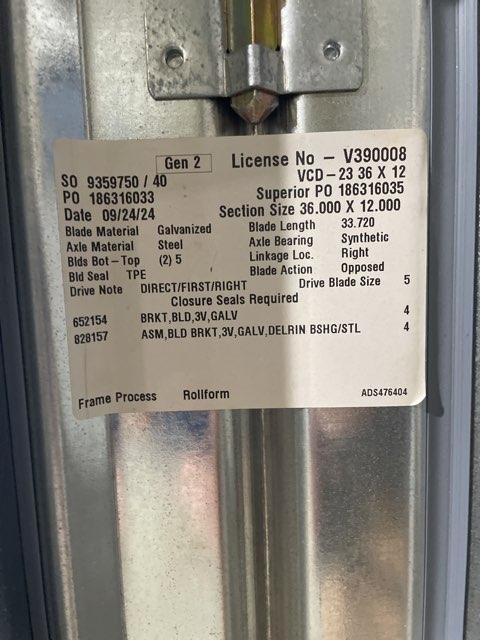 Gen 2 License No - V390008
SO 9359750 / 40 VCD-23 36 X 12
PO 186316033 Superior PO 186316035
Date 09/24/24 Section Size 36.000 X 12.000
Blade Material Galvanized Blade Length 33.720
Axle Material Steel Axle Bearing Synthetic
Blds Bot-Top (2) 5 Linkage Loc. Right
Bld Seal TPE Blade Action Opposed
Drive Note DIRECT/FIRST/RIGHT Drive Blade Size 5
Closure Seals Required
652154 BRKT,BLD,3V,GALV 4
828157 ASM,BLD BRKT,3V,GALV,DELRIN BSHG/STL 4
Frame Process Rollform ADS476404